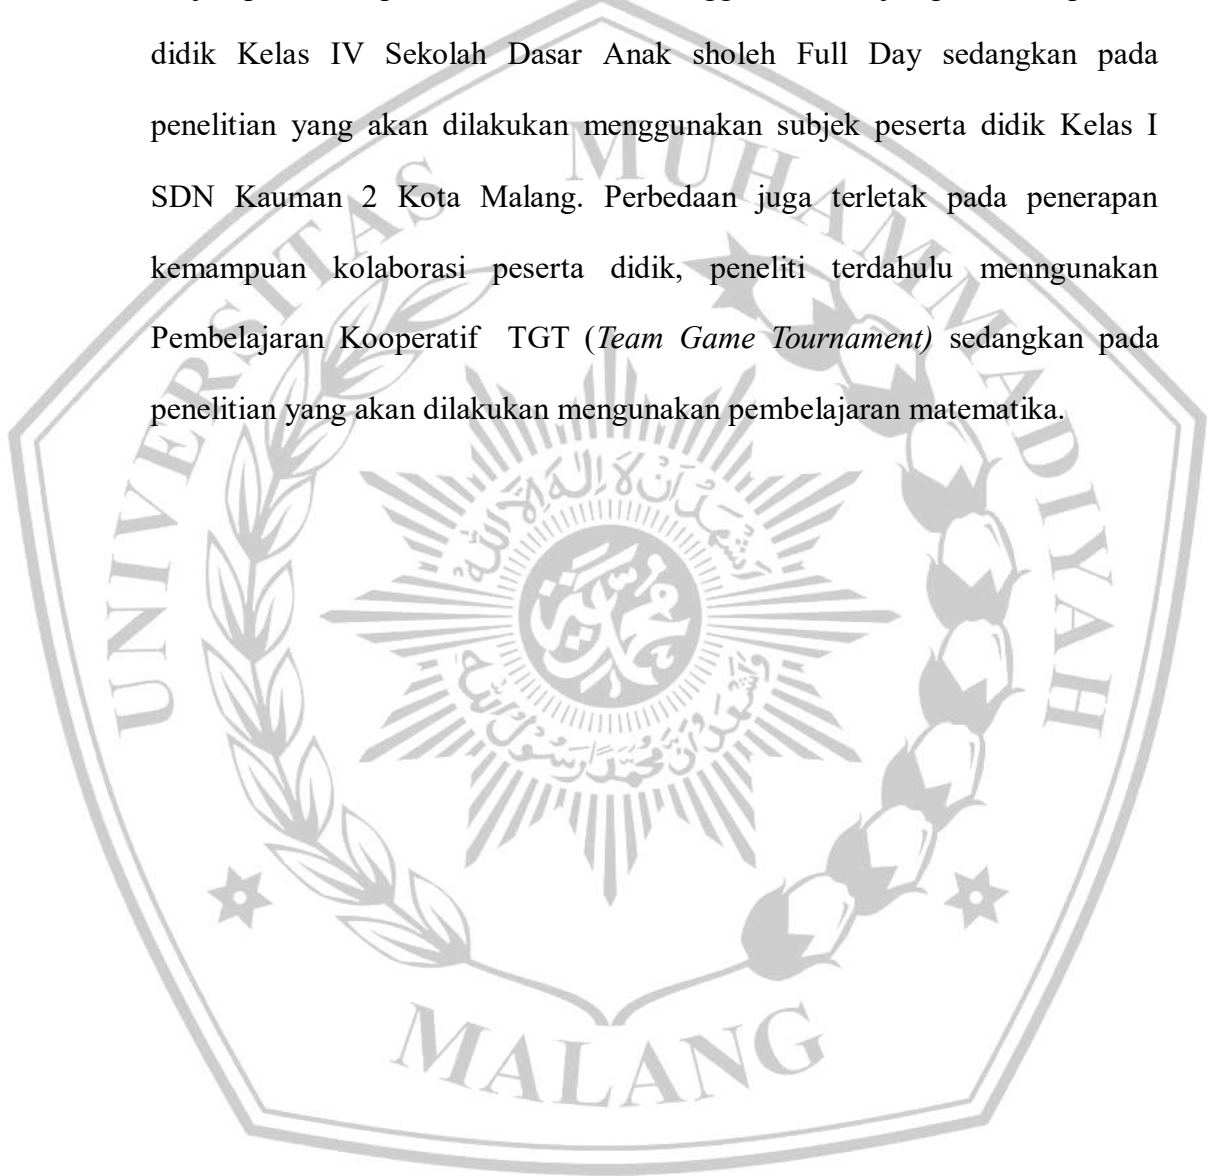 didik Kelas IV Sekolah Dasar Anak sholeh Full Day sedangkan pada
penelitian yang akan dilakukan menggunakan subjek peserta didik Kelas I
SDN Kauman 2 Kota Malang. Perbedaan juga terletak pada penerapan
kemampuan kolaborasi peserta didik, peneliti terdahulu menngunakan
Pembelajaran Kooperatif TGT (Team Game Tournament) sedangkan pada
penelitian yang akan dilakukan mengunakan pembelajaran matematika.
UNIVERSITAS MUHAMMADIYAH
MALANG